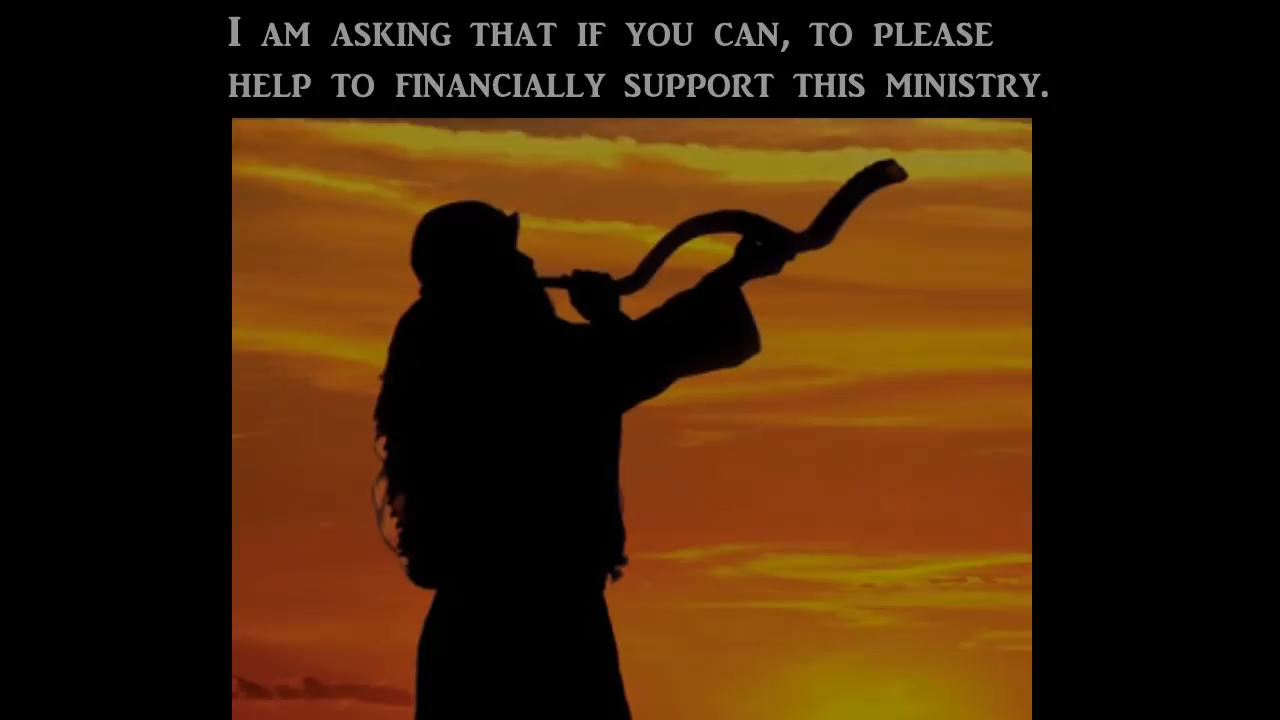 I am asking that if you can, to please
help to financially support this ministry.